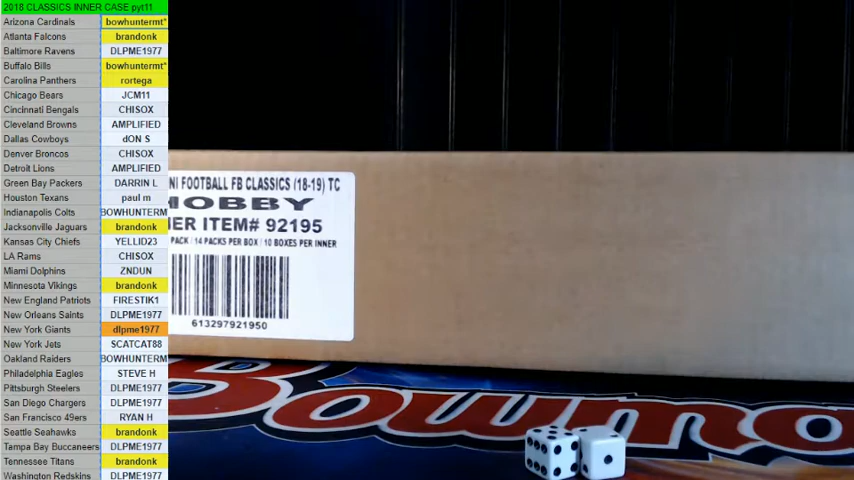 2018 CLASSICS INNER CASE pyt11
Arizona Cardinals bowhuntermt*
Atlanta Falcons brandonk
Baltimore Ravens DLPME1977
Buffalo Bills bowhuntermt*
Carolina Panthers rortega
Chicago Bears JCM11
Cincinnati Bengals CHISOX
Cleveland Browns AMPLIFIED
Dallas Cowboys dON S
Denver Broncos CHISOX
Detroit Lions AMPLIFIED
Green Bay Packers DARRIN L
Houston Texans paul m
Indianapolis Colts BOWHUNTERM
Jacksonville Jaguars brandonk
Kansas City Chiefs YELLID23
LA Rams CHISOX
Miami Dolphins ZNDUN
Minnesota Vikings brandonk
New England Patriots FIRESTIK1
New Orleans Saints DLPME1977
New York Giants dlpme1977
New York Jets SCATCAT88
Oakland Raiders BOWHUNTERM
Philadelphia Eagles STEVE H
Pittsburgh Steelers DLPME1977
San Diego Chargers DLPME1977
San Francisco 49ers RYAN H
Seattle Seahawks brandonk
Tampa Bay Buccaneers DLPME1977
Tennessee Titans brandonk
Washington Redskins DLPME1977
NI FOOTBALL FB CLASSICS (18-19) TC
HOBBY
ER ITEM# 92195
PACK / 14 PACKS PER BOX / 10 BOXES PER INNER
613297921950
Bowma